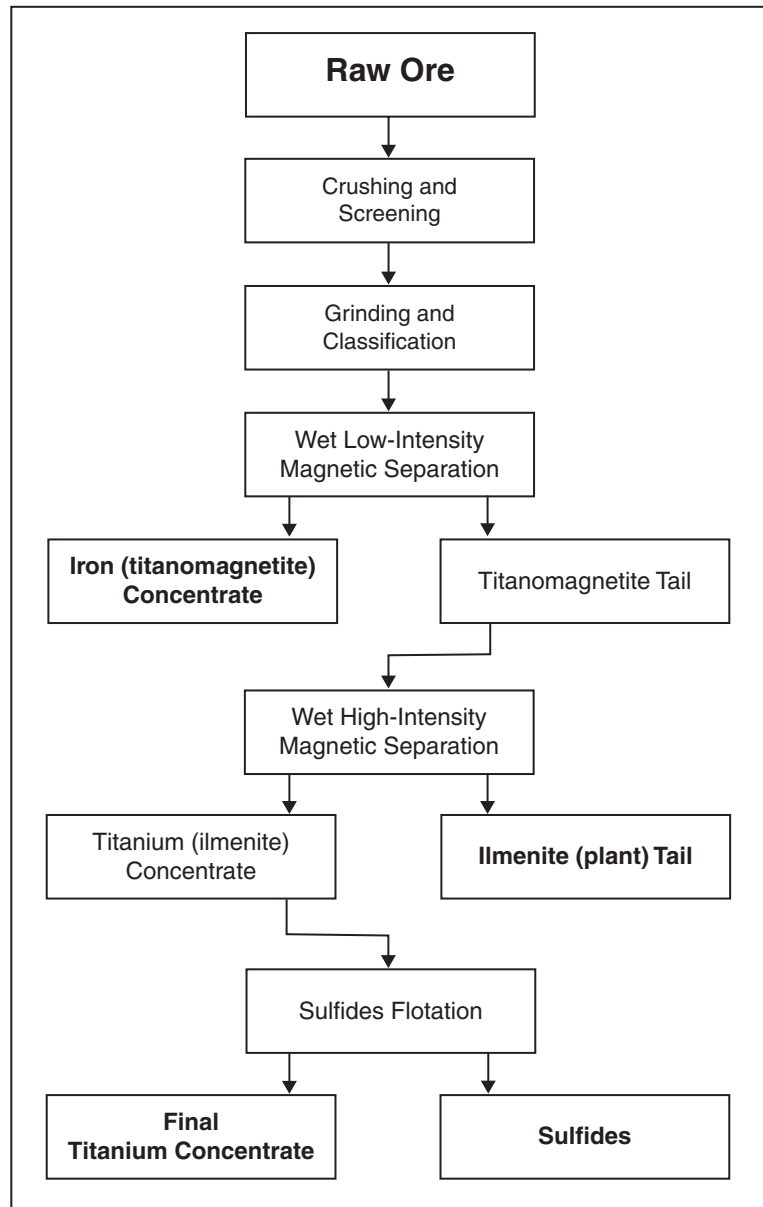 Raw Ore
Crushing and
Screening
Grinding and
Classification
Wet Low-Intensity
Magnetic Separation
Iron (titanomagnetite)
Concentrate
Titanomagnetite Tail
Wet High-Intensity
Magnetic Separation
Titanium (ilmenite)
Concentrate
Ilmenite (plant) Tail
Sulfides Flotation
Final
Titanium Concentrate
Sulfides